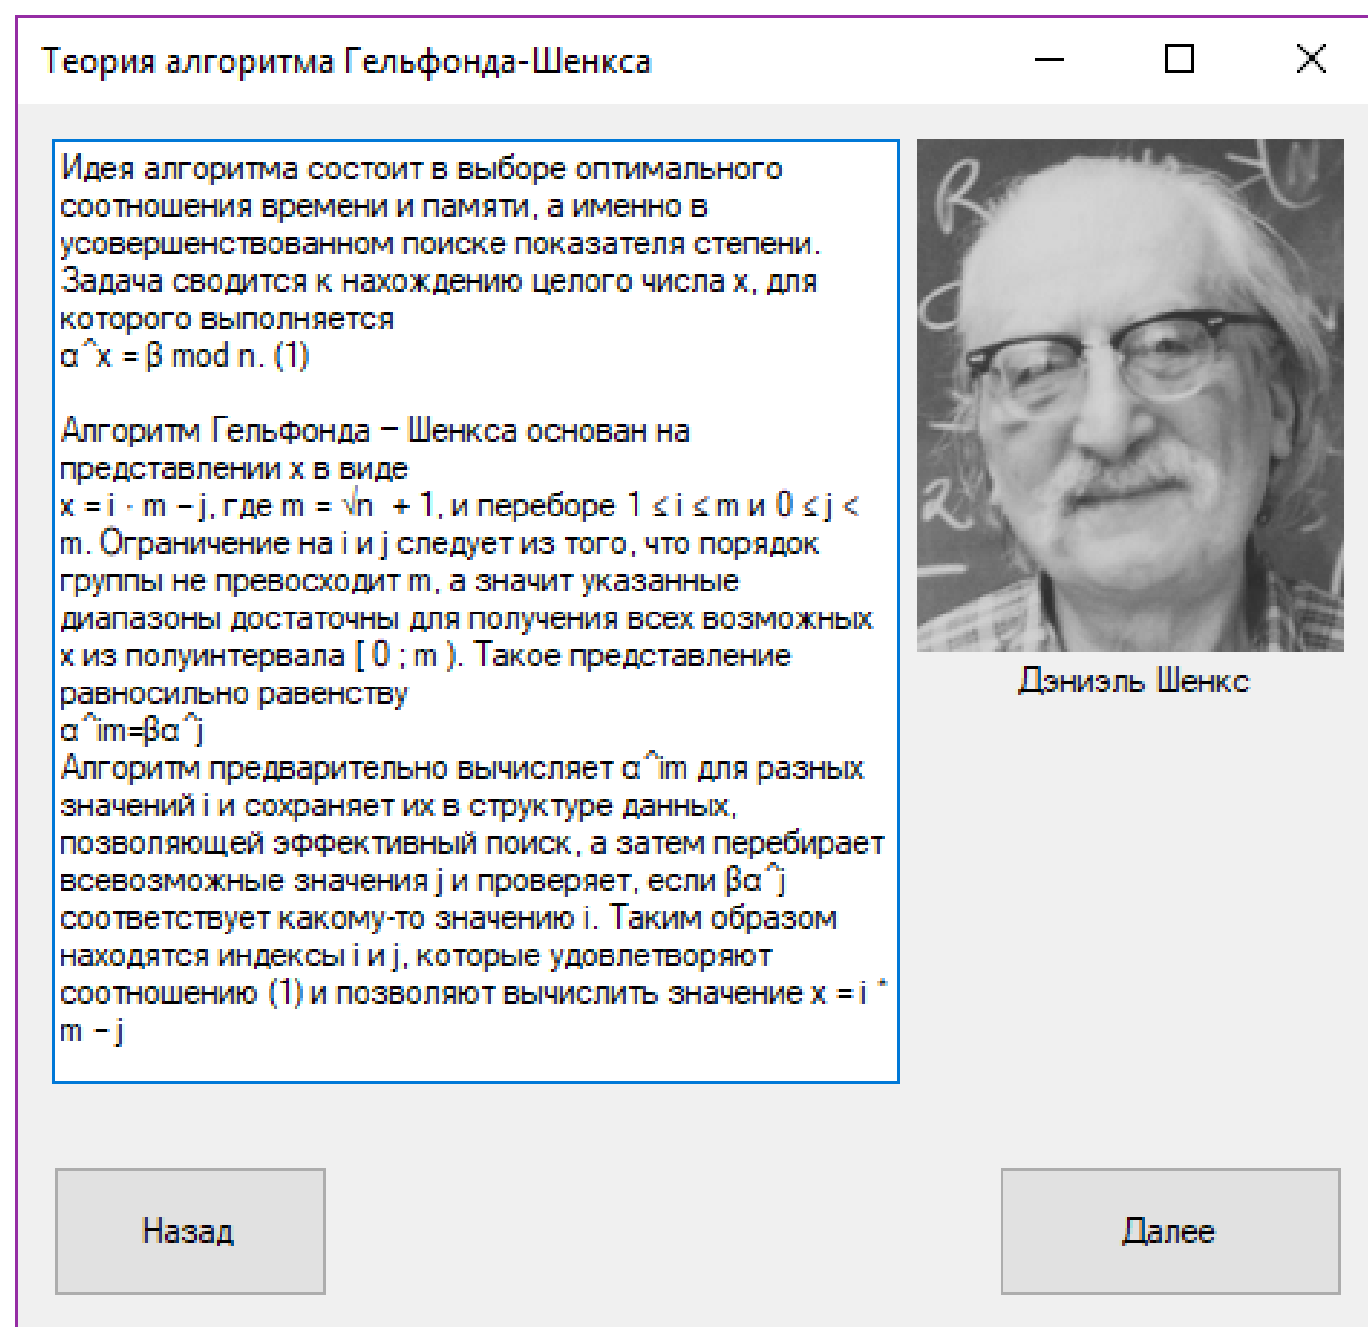 Теория алгоритма Гельфонда-Шенкса
Идея алгоритма состоит в выборе оптимального
соотношения времени и памяти, а именно в
усовершенствованном поиске показателя степени.
Задача сводится к нахождению целого числа x, для
которого выполняется
α^x = β mod n. (1)
Алгоритм Гельфонда – Шенкса основан на
представлении x в виде
x = i · m – j, где m = √n  + 1, и переборе 1 ≤ i ≤ m и 0 ≤ j <
m. Ограничение на i и j следует из того, что порядок
группы не превосходит m, а значит указанные
диапазоны достаточны для получения всех возможных
x из полуинтервала [ 0 ; m ). Такое представление
равносильно равенству
α^im=βα^j
Алгоритм предварительно вычисляет α^im для разных
значений i и сохраняет их в структуре данных,
позволяющей эффективный поиск, а затем перебирает
всевозможные значения j и проверяет, если βα^j
соответствует какому-то значению i. Таким образом
находятся индексы i и j, которые удовлетворяют
соотношению (1) и позволяют вычислить значение x = i *
m – j
Дэниэль Шенкс
R
2
Назад
Далее